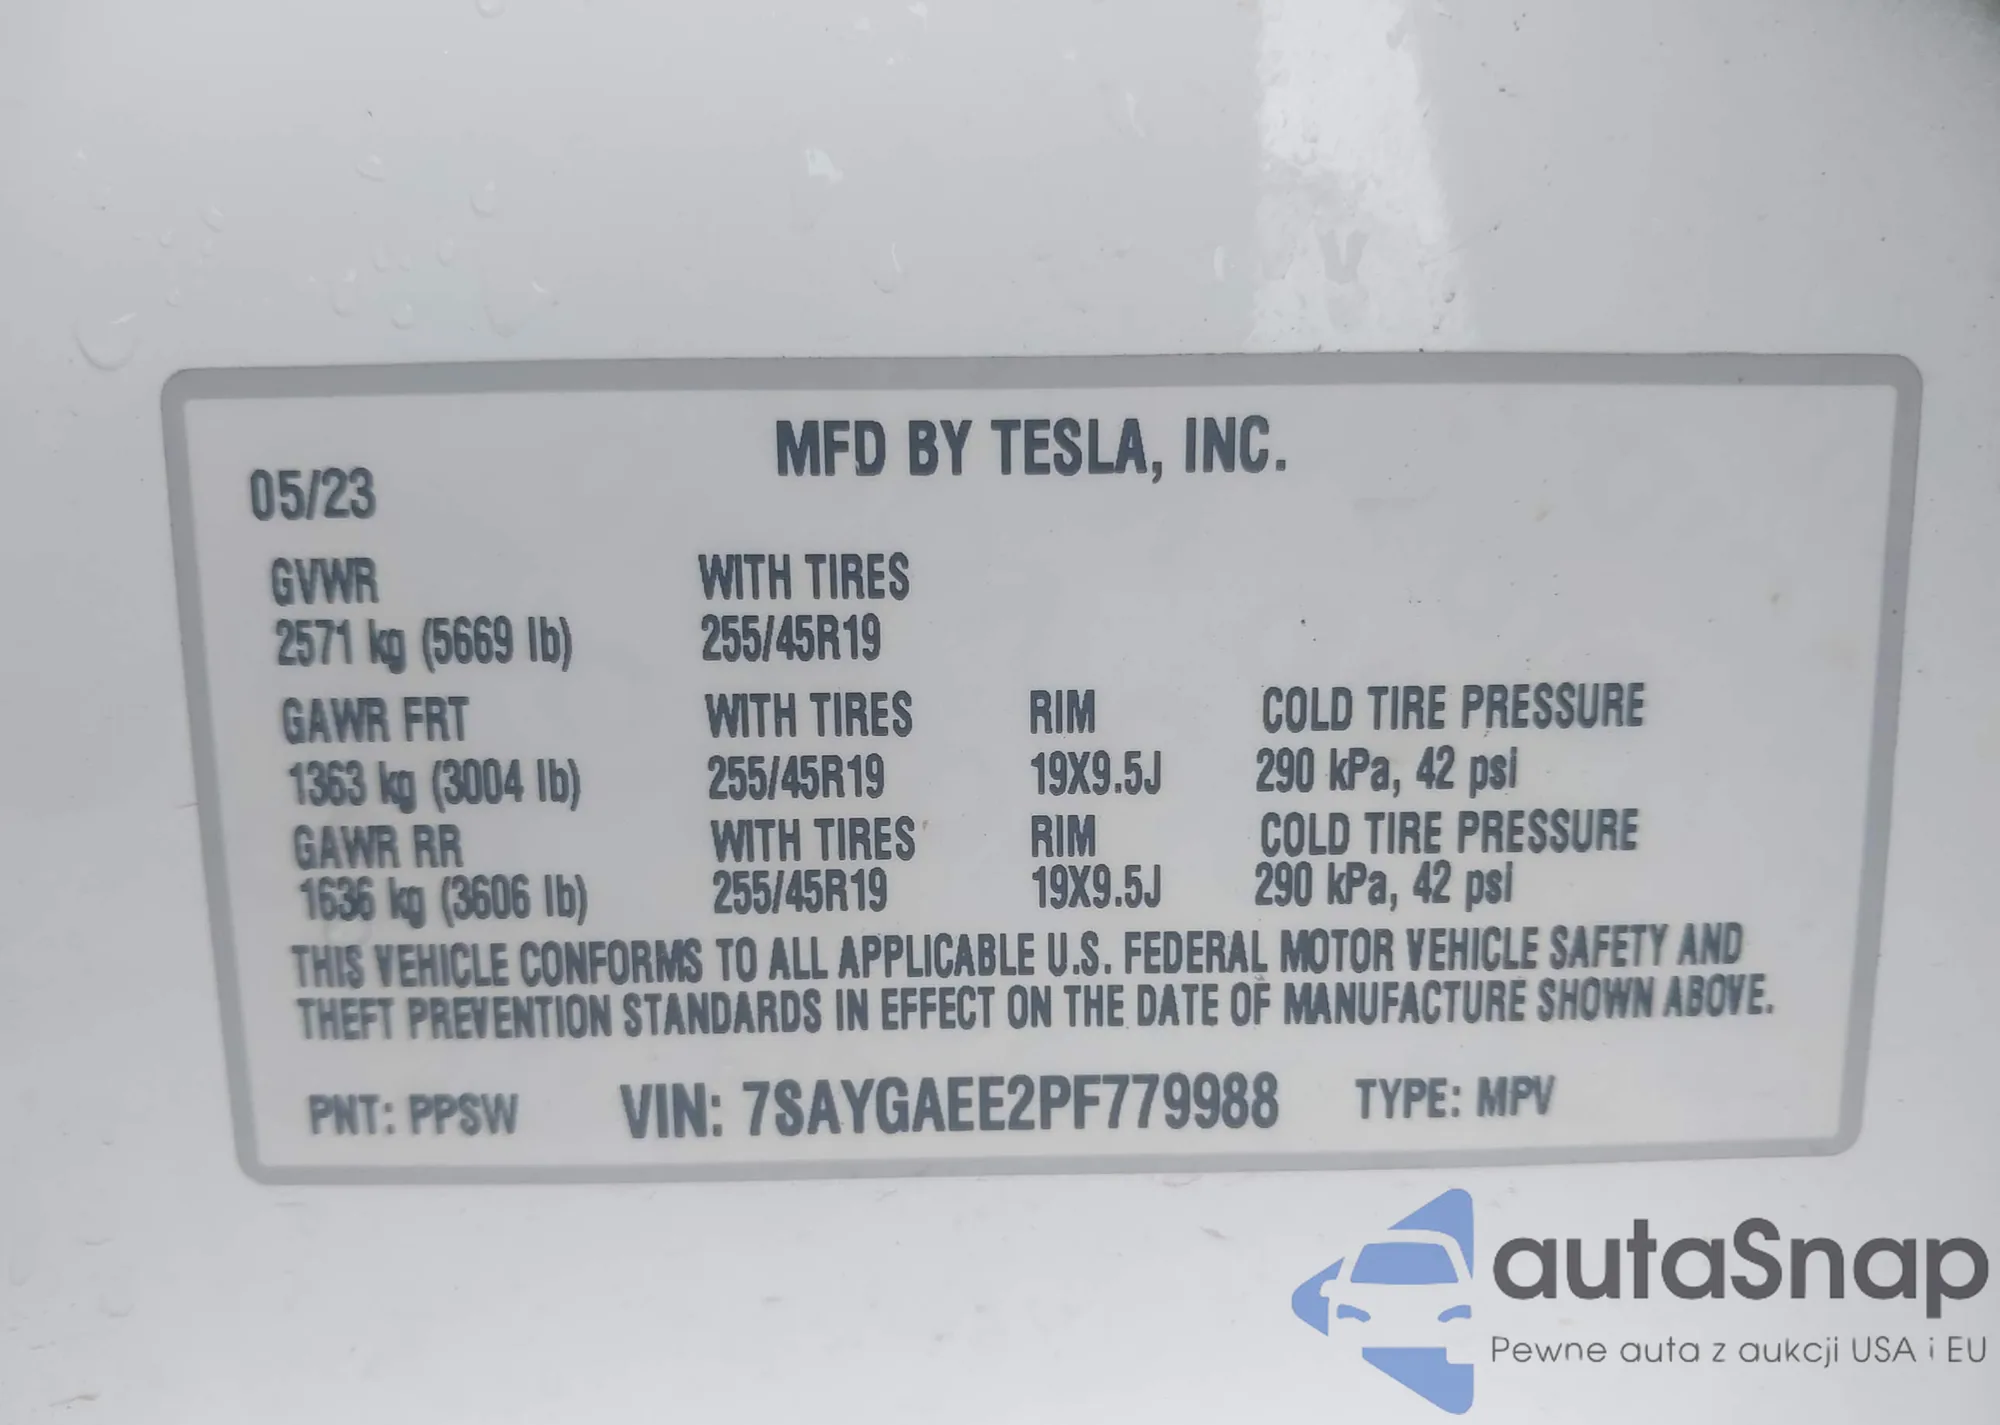 MFD BY TESLA, INC.
05/23
GVWR WITH TIRES
2571 kg (5669 lb) 255/45R19
GAWR FRT WITH TIRES RIM COLD TIRE PRESSURE
1363 kg (3004 lb) 255/45R19 19X9.5J 290 kPa, 42 psi
GAWR RR WITH TIRES RIM COLD TIRE PRESSURE
1636 kg (3606 lb) 255/45R19 19X9.5J 290 kPa, 42 psi
THIS VEHICLE CONFORMS TO ALL APPLICABLE U.S. FEDERAL MOTOR VEHICLE SAFETY AND
THEFT PREVENTION STANDARDS IN EFFECT ON THE DATE OF MANUFACTURE SHOWN ABOVE.
PNT: PPSW VIN: 7SAYGAEE2PF779988 TYPE: MPV
autaSnap
Pewne auta z aukcji USA i EU